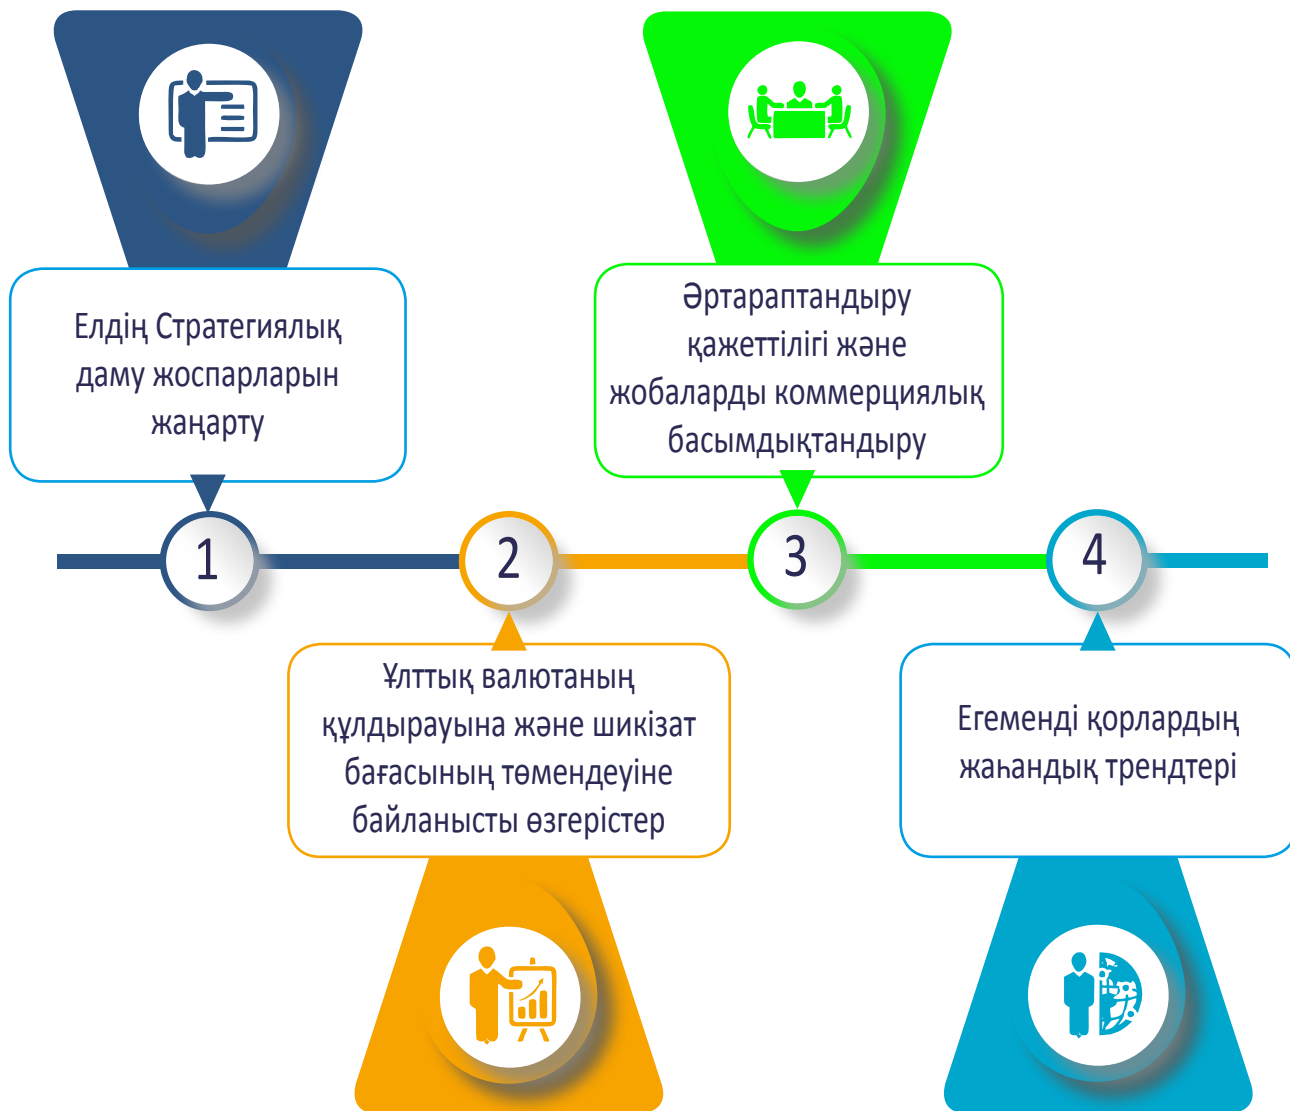 Елдің Стратегиялық
даму жоспарларын
жаңарту
1
Ұлттық валютаның
құлдырауына және шикізат
бағасының төмендеуіне
байланысты өзгерістер
2
Әртараптандыру
қажеттілігі және
жобаларды коммерциялық
басымдықтандыру
3
Егеменді қорлардың
жаһандық трендтері
4